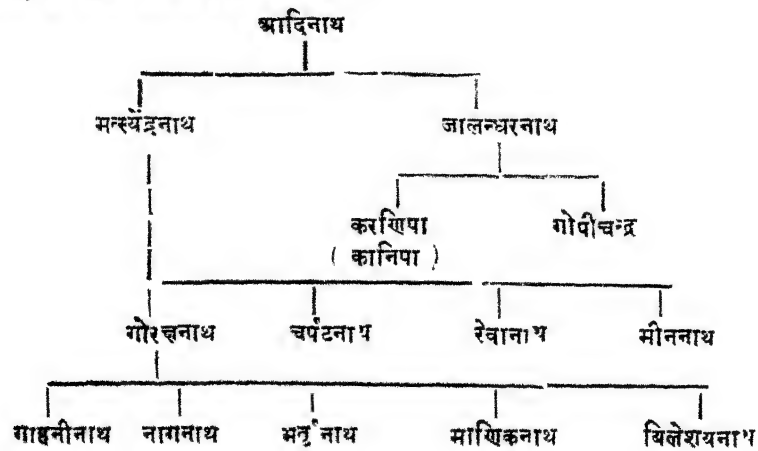 आदिनाथ
मत्स्येंद्रनाथ जालन्धरनाथ
करणिपा गोपीचन्द्र
( कानिपा )
गोरक्षनाथ चर्पटनाथ रेवानाथ मीननाथ
गाहनीनाथ नागनाथ भर्तृनाथ माणिकनाथ बिलेशयनाथ